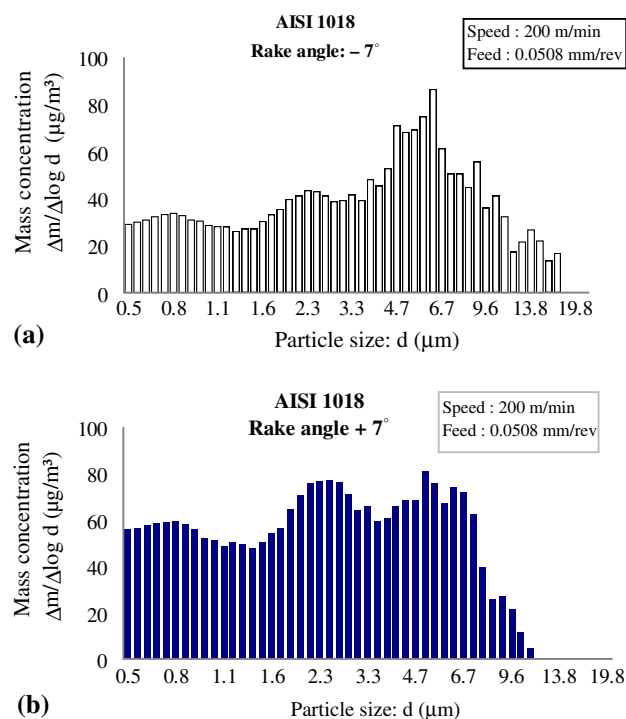 AISI 1018
Rake angle: – 7°
Speed : 200 m/min
Feed : 0.0508 mm/rev
Mass concentration
Δm/Δlog d (µg/m³)
100
80
60
40
20
0
0.5 0.8 1.1 1.6 2.3 3.3 4.7 6.7 9.6 13.8 19.8
Particle size: d (µm)
(a)
AISI 1018
Rake angle + 7°
Speed : 200 m/min
Feed : 0.0508 mm/rev
Mass concentration
Δm/Δlog d (µg/m³)
100
80
60
40
20
0
0.5 0.8 1.1 2.3 3.3 4.7 6.7 9.6 13.8 19.8
Particle size: d (µm)
(b)